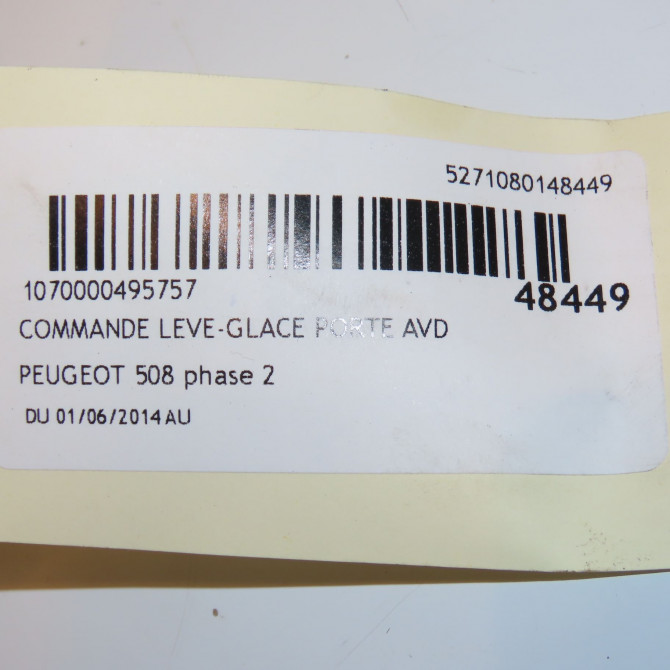 5271080148449
1070000495757
48449
COMMANDE LEVE-GLACE PORTE AVD
PEUGEOT 508 phase 2
DU 01/06/2014 AU